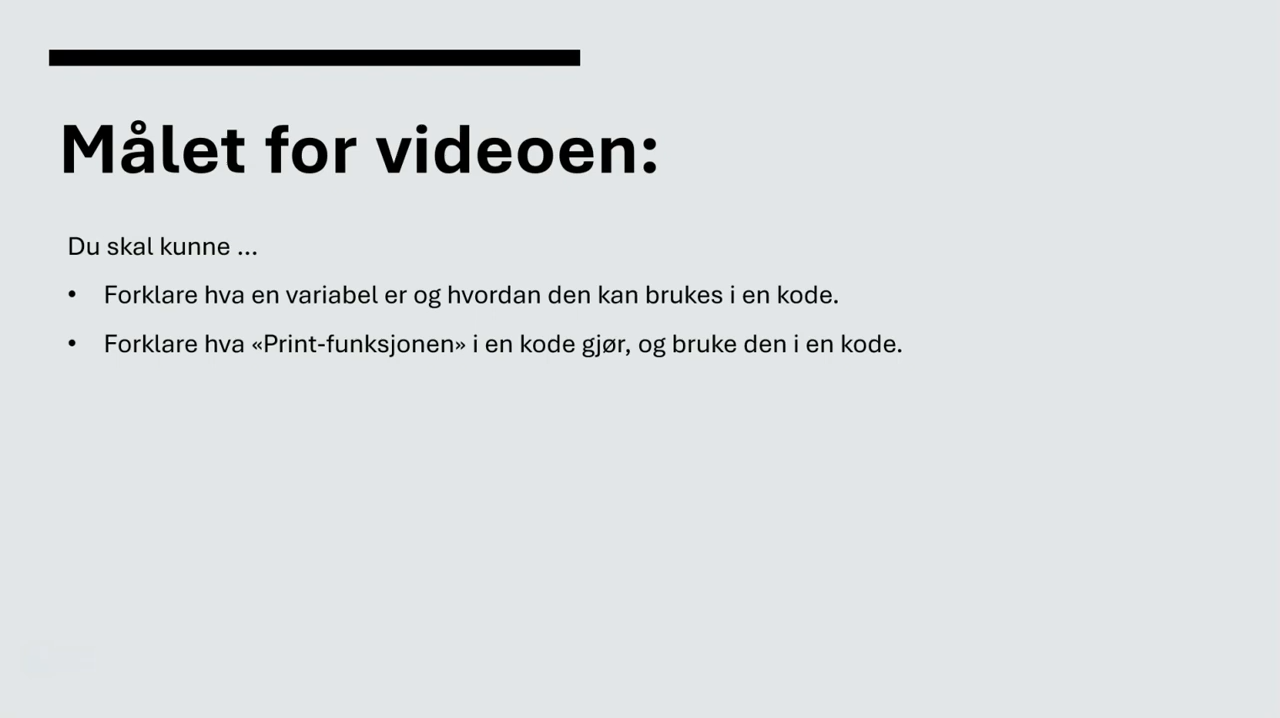 Målet for videoen:
Du skal kunne ...
• Forklare hva en variabel er og hvordan den kan brukes i en kode.
• Forklare hva «Print-funksjonen» i en kode gjør, og bruke den i en kode.